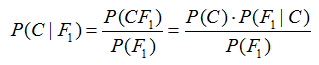 P(C | F₁) = P(CF₁) / P(F₁) = P(C) · P(F₁ | C) / P(F₁)